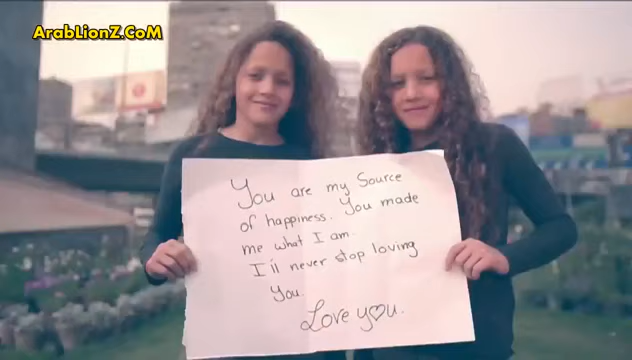 ArabLionZ.CoM
You are my Source
of happiness. You made
me what I am.
I'll never stop loving
You.
Love y♡u.